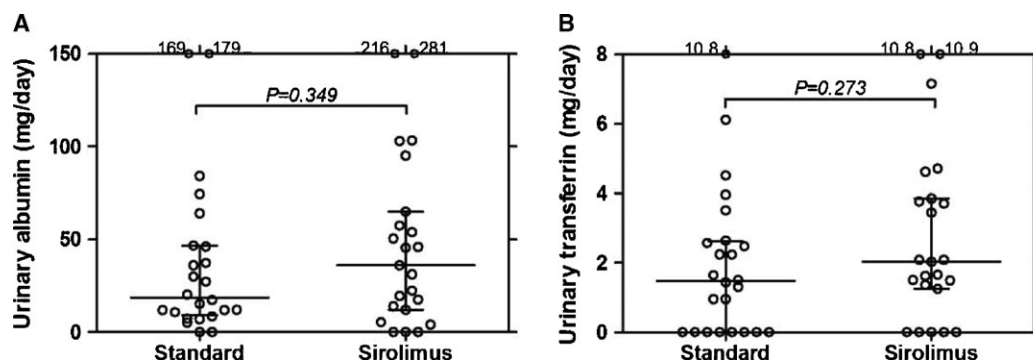 A
169 179
216 281
150
P=0.349
100
50
0
Urinary albumin (mg/day)
Standard
Sirolimus
B
10.8
10.8 10.9
8
P=0.273
6
4
2
0
Urinary transferrin (mg/day)
Standard
Sirolimus